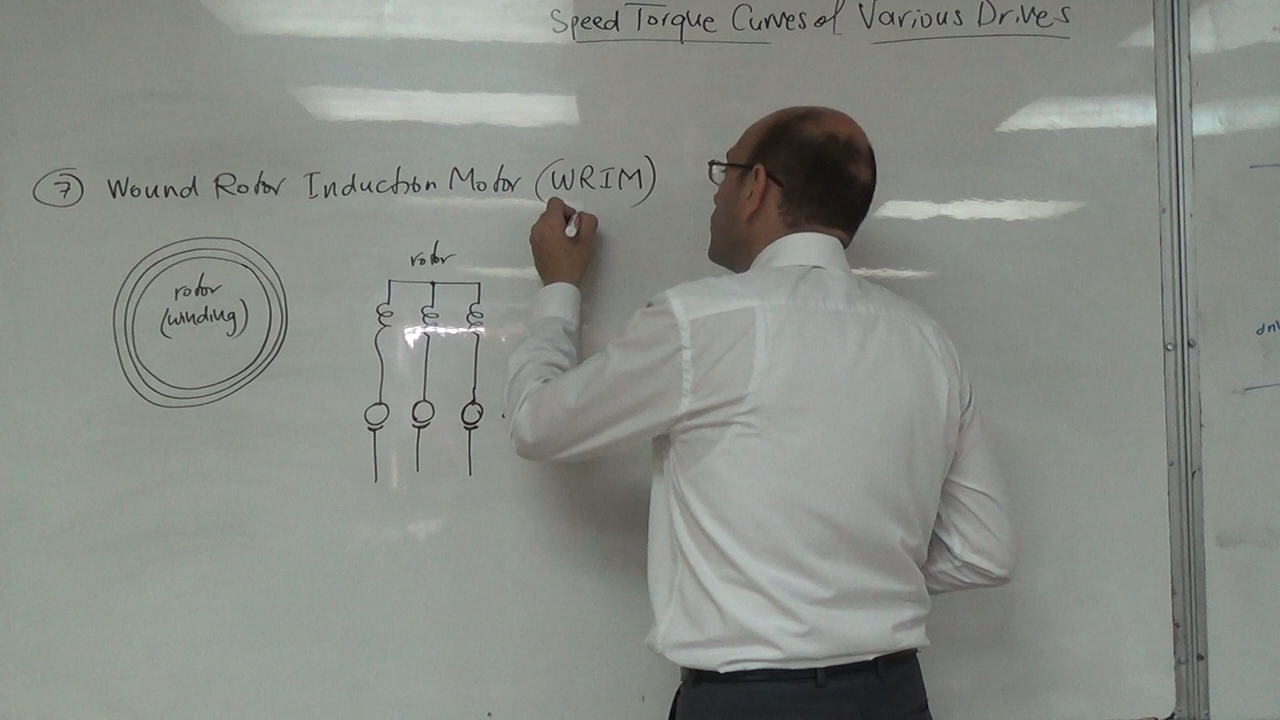 Speed Torque Curves of Various Drives
7 Wound Rotor Induction Motor (WRIM)
rotor
(winding)
rotor